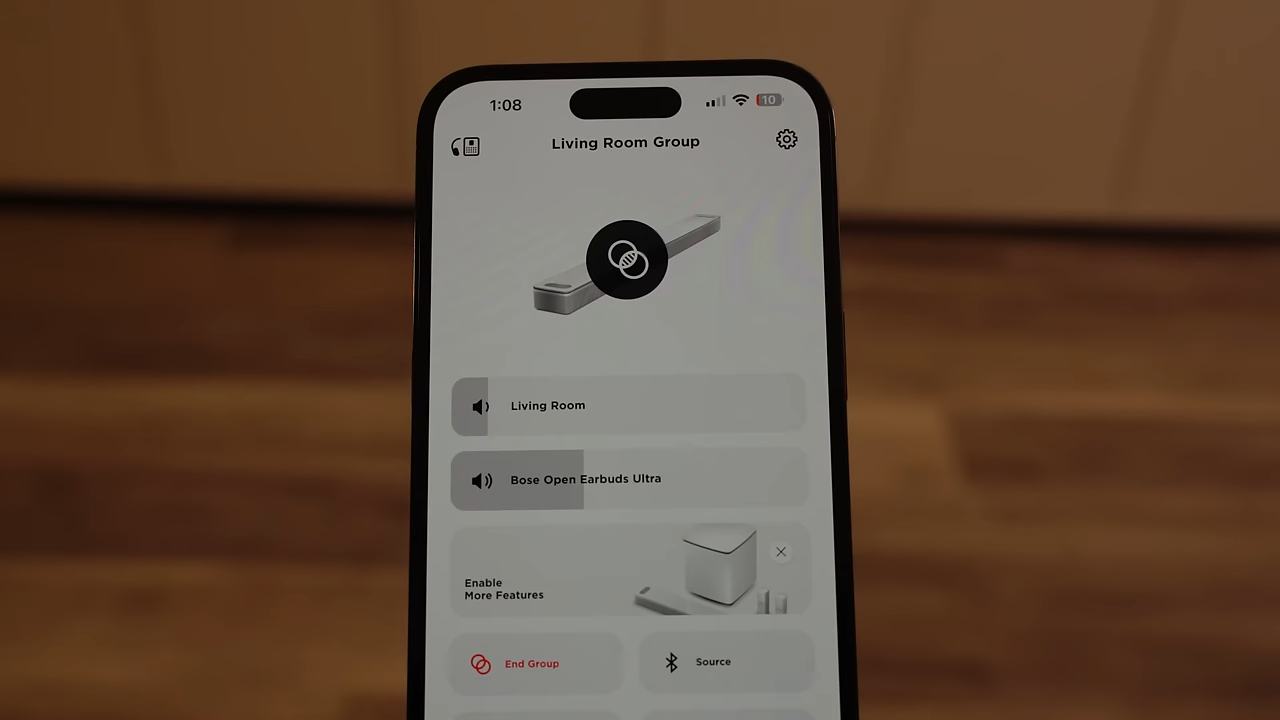 1:08
10
Living Room Group
Living Room
Bose Open Earbuds Ultra
Enable
More Features
End Group
Source